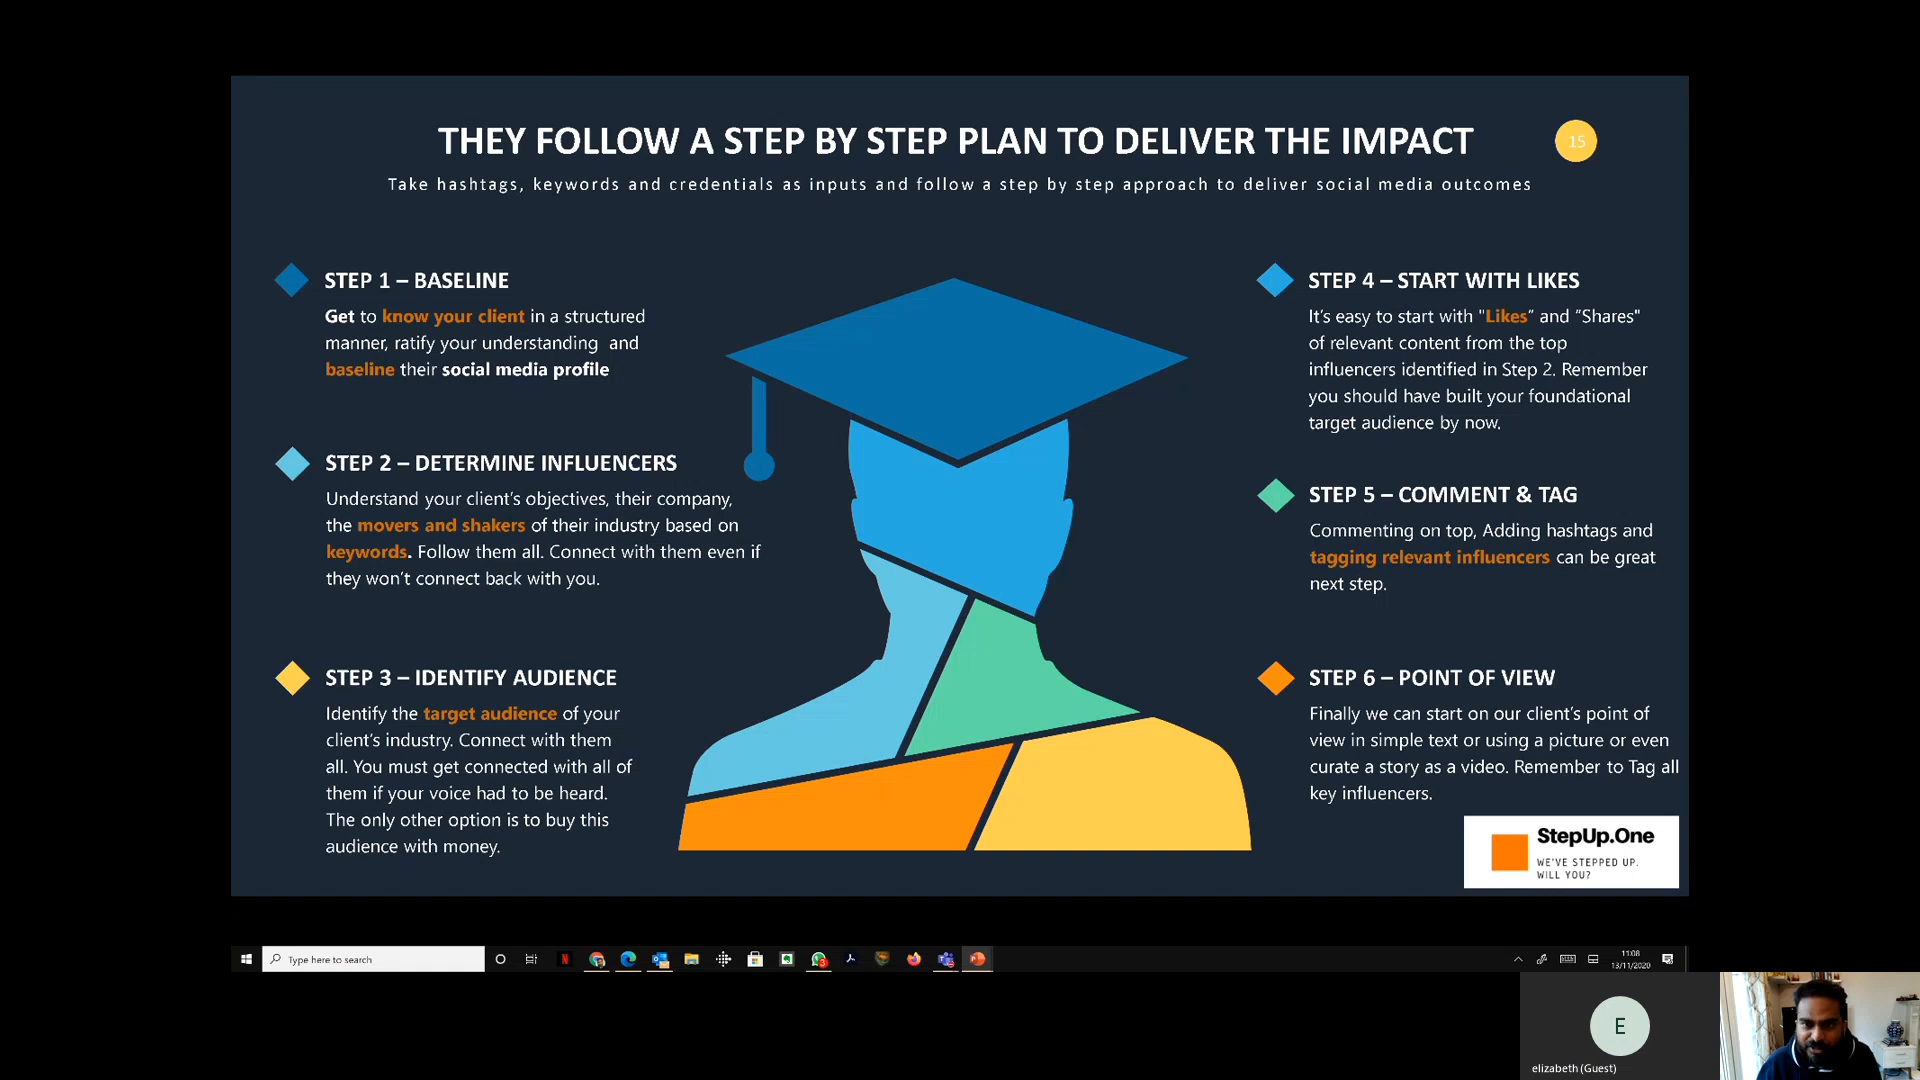 THEY FOLLOW A STEP BY STEP PLAN TO DELIVER THE IMPACT
15
Take hashtags, keywords and credentials as inputs and follow a step by step approach to deliver social media outcomes
STEP 1 – BASELINE
Get to know your client in a structured
manner, ratify your understanding  and
baseline their social media profile
STEP 2 – DETERMINE INFLUENCERS
Understand your client's objectives, their company,
the movers and shakers of their industry based on
keywords. Follow them all. Connect with them even if
they won't connect back with you.
STEP 3 – IDENTIFY AUDIENCE
Identify the target audience of your
client's industry. Connect with them
all. You must get connected with all of
them if your voice had to be heard.
The only other option is to buy this
audience with money.
STEP 4 – START WITH LIKES
It's easy to start with "Likes” and “Shares"
of relevant content from the top
influencers identified in Step 2. Remember
you should have built your foundational
target audience by now.
STEP 5 – COMMENT & TAG
Commenting on top, Adding hashtags and
tagging relevant influencers can be great
next step.
STEP 6 – POINT OF VIEW
Finally we can start on our client's point of
view in simple text or using a picture or even
curate a story as a video. Remember to Tag all
key influencers.
StepUp.One
WE'VE STEPPED UP.
WILL YOU?
Type here to search
N
3
11:08
13/11/2020
E
elizabeth (Guest)